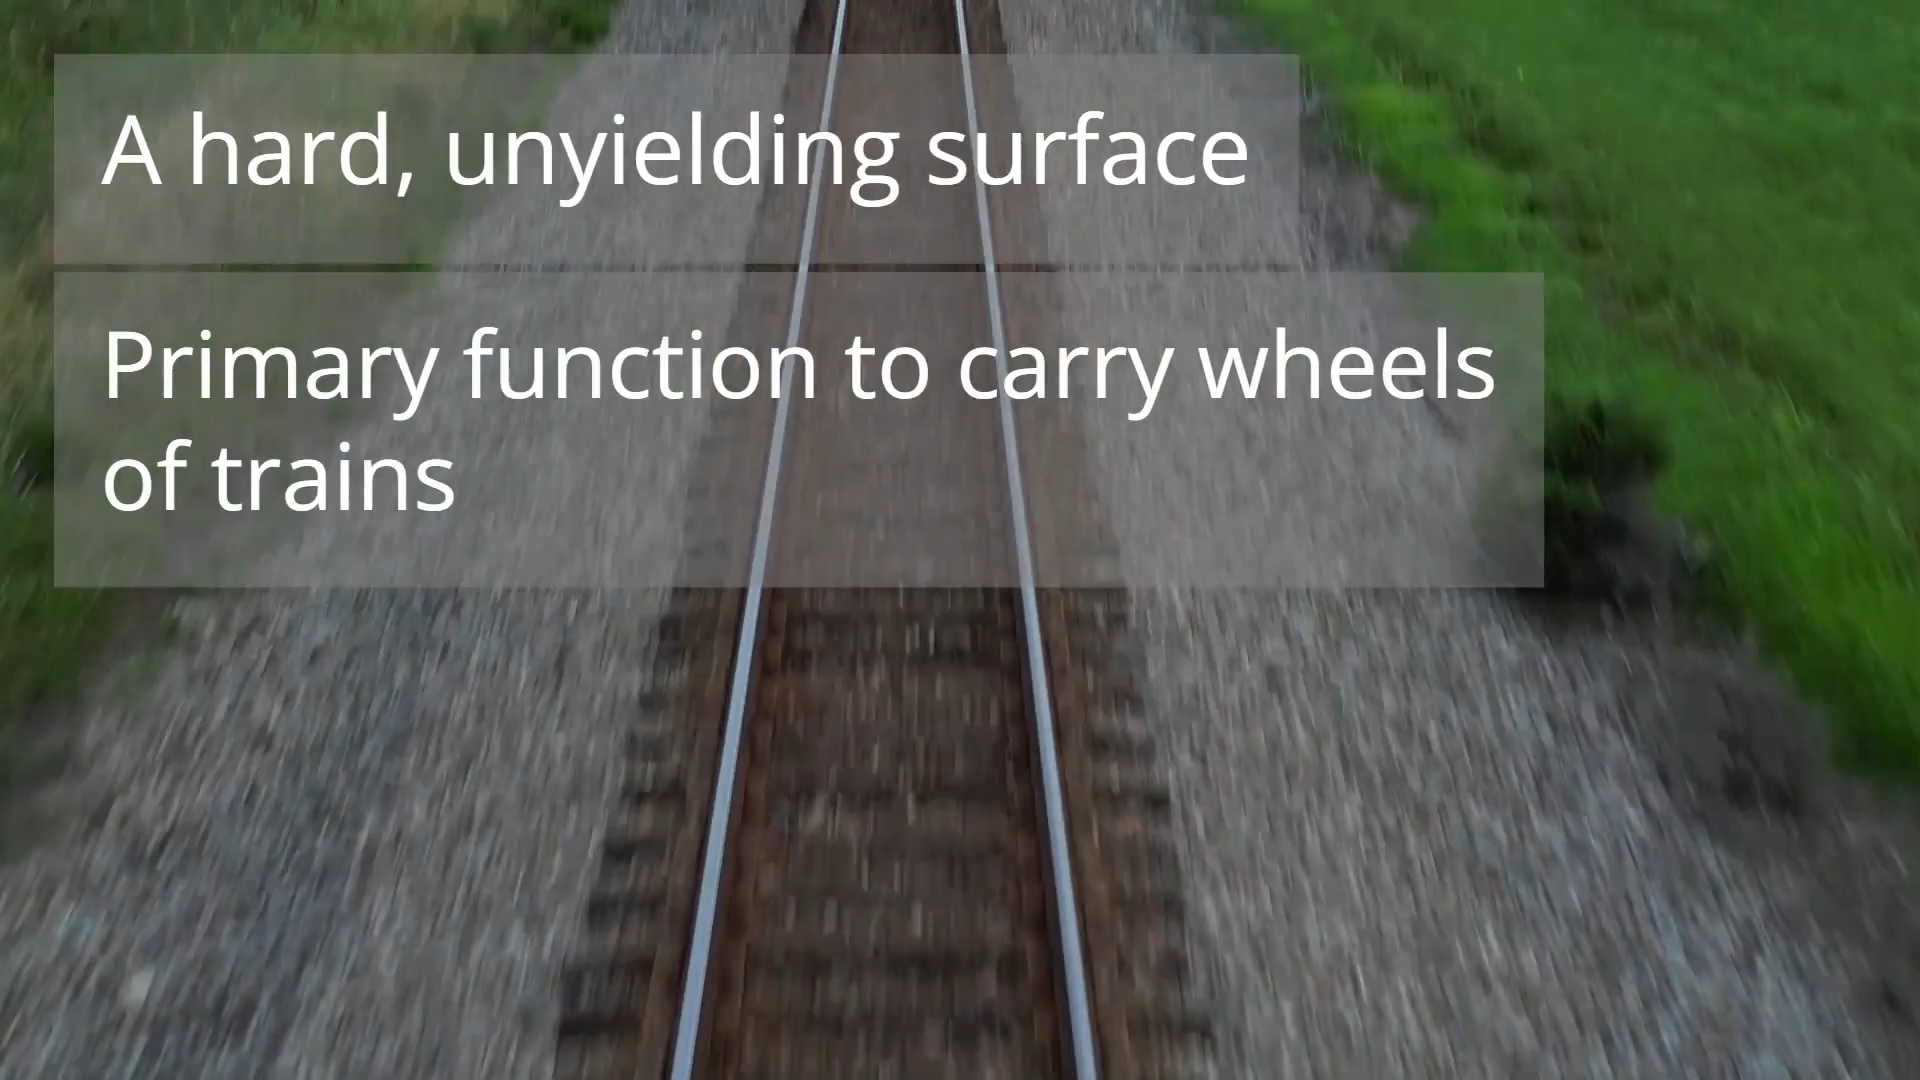 A hard, unyielding surface
Primary function to carry wheels
of trains